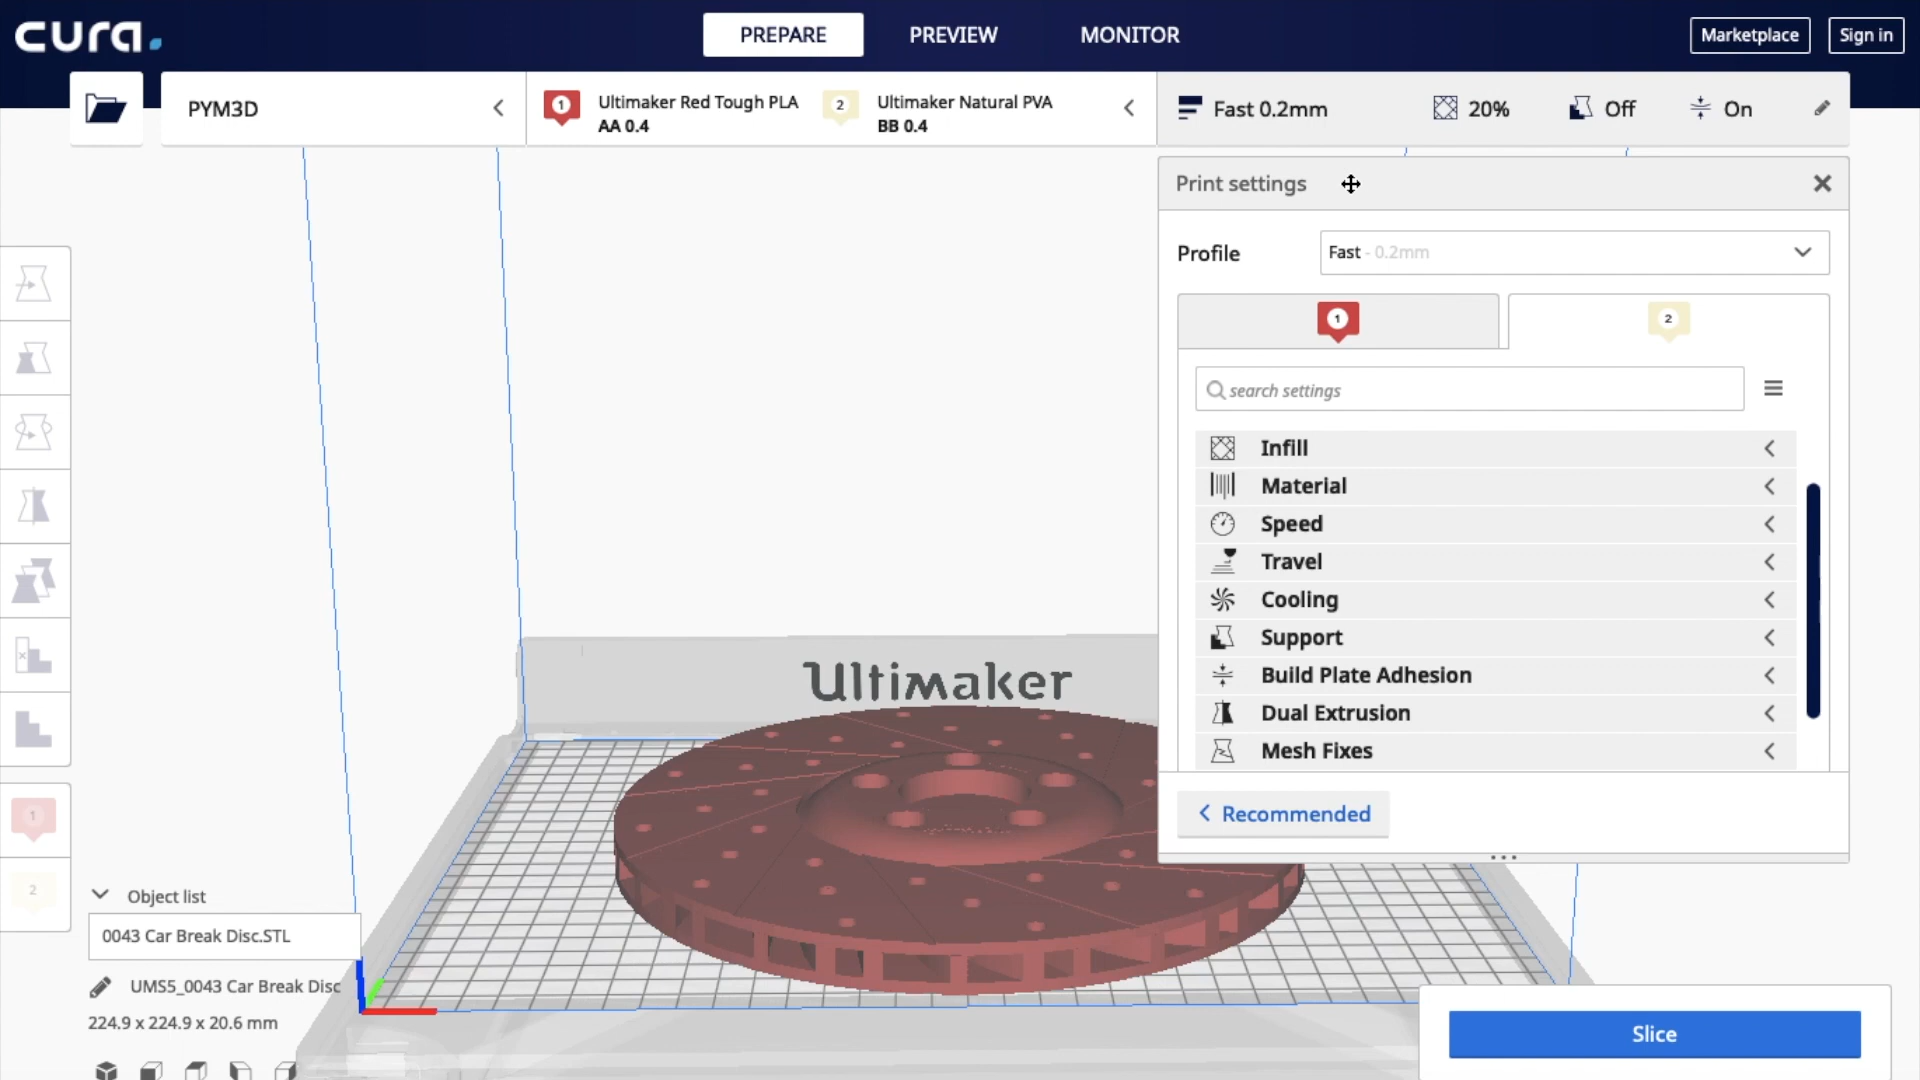 cura.
PREPARE
PREVIEW
MONITOR
Marketplace
Sign in
PYM3D
1
Ultimaker Red Tough PLA
AA 0.4
2
Ultimaker Natural PVA
BB 0.4
Fast 0.2mm
20%
Off
On
Print settings
Profile
Fast - 0.2mm
1
2
search settings
Infill
Material
Speed
Travel
Cooling
Support
Build Plate Adhesion
Dual Extrusion
Mesh Fixes
Recommended
Ultimaker
1
2
Object list
0043 Car Break Disc.STL
UMS5_0043 Car Break Disc
224.9 x 224.9 x 20.6 mm
Slice